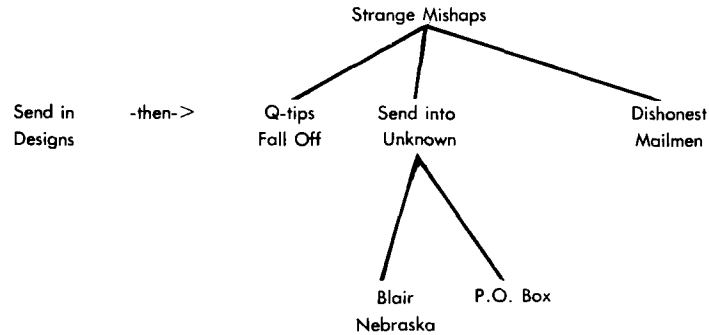 Strange Mishaps
Send in -then-> Q-tips Send into Dishonest
Designs Fall Off Unknown Mailmen
Blair P.O. Box
Nebraska